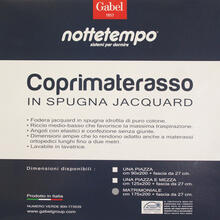 Gabel
1957
nottetempo
sistemi per dormire
Coprimaterasso
IN SPUGNA JACQUARD
• Fodera jacquard in spugna idrofila di puro cotone.
• Riccio medio-basso che favorisce la massima traspirazione.
• Angoli con elastici e confezione senza giunte.
• Dimensioni ampie che lo rendono adatto anche a materassi
ortopedici lunghi fino a due metri.
• Lavabile in lavatrice.
Dimensioni disponibili :
UNA PIAZZA
cm 90x200 + fascia da 27 cm.
UNA PIAZZA E MEZZA
cm 125x200 + fascia da 27 cm.
MATRIMONIALE
cm 175x200 + fascia da 27 cm.
Prodotto in Italia
NUMERO VERDE
www.gabelgroup.com